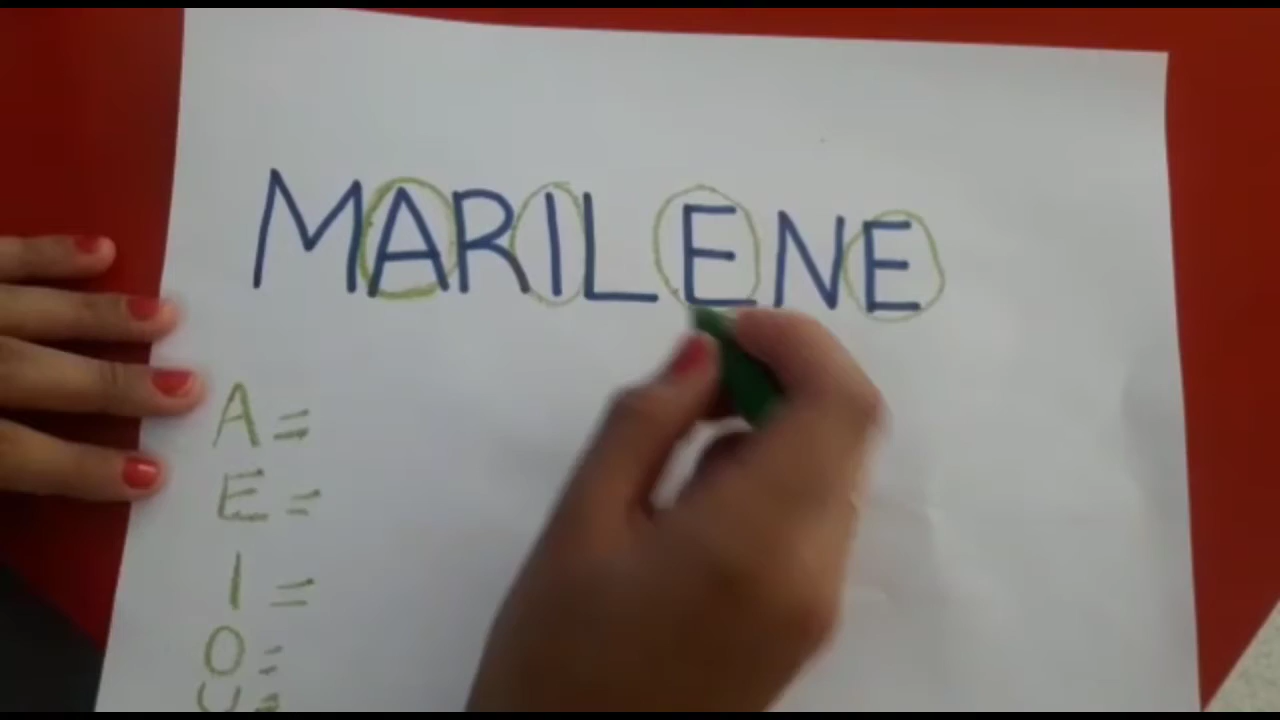 MARILENE
A =
E =
I =
O =
U =